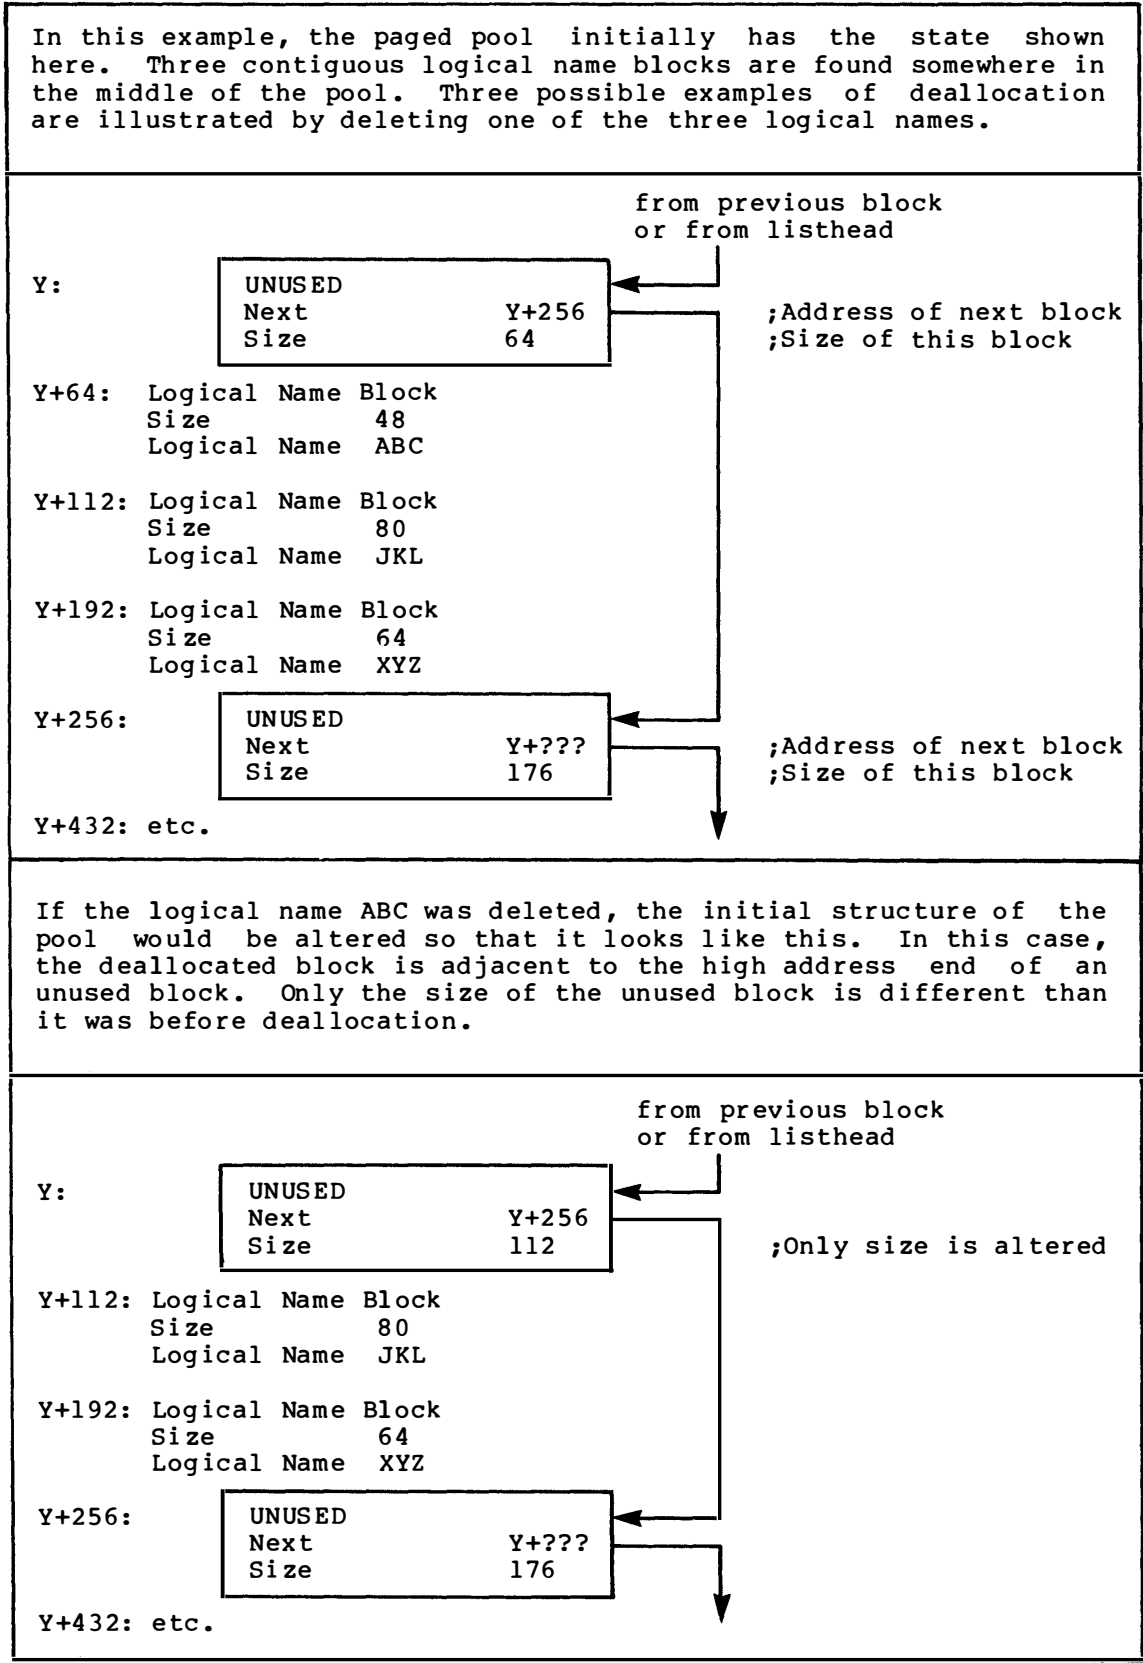 In this example, the paged pool initially has the state shown
here. Three contiguous logical name blocks are found somewhere in
the middle of the pool. Three possible examples of deallocation
are illustrated by deleting one of the three logical names.
from previous block
or from listhead
Y: UNUSED
Next Y+256 ;Address of next block
Size 64 ;Size of this block
Y+64: Logical Name Block
Size 48
Logical Name ABC
Y+112: Logical Name Block
Size 80
Logical Name JKL
Y+192: Logical Name Block
Size 64
Logical Name XYZ
Y+256: UNUSED
Next Y+??? ;Address of next block
Size 176 ;Size of this block
Y+432: etc.
If the logical name ABC was deleted, the initial structure of the
pool would be altered so that it looks like this. In this case,
the deallocated block is adjacent to the high address end of an
unused block. Only the size of the unused block is different than
it was before deallocation.
from previous block
or from listhead
Y: UNUSED
Next Y+256
Size 112 ;Only size is altered
Y+112: Logical Name Block
Size 80
Logical Name JKL
Y+192: Logical Name Block
Size 64
Logical Name XYZ
Y+256: UNUSED
Next Y+???
Size 176
Y+432: etc.